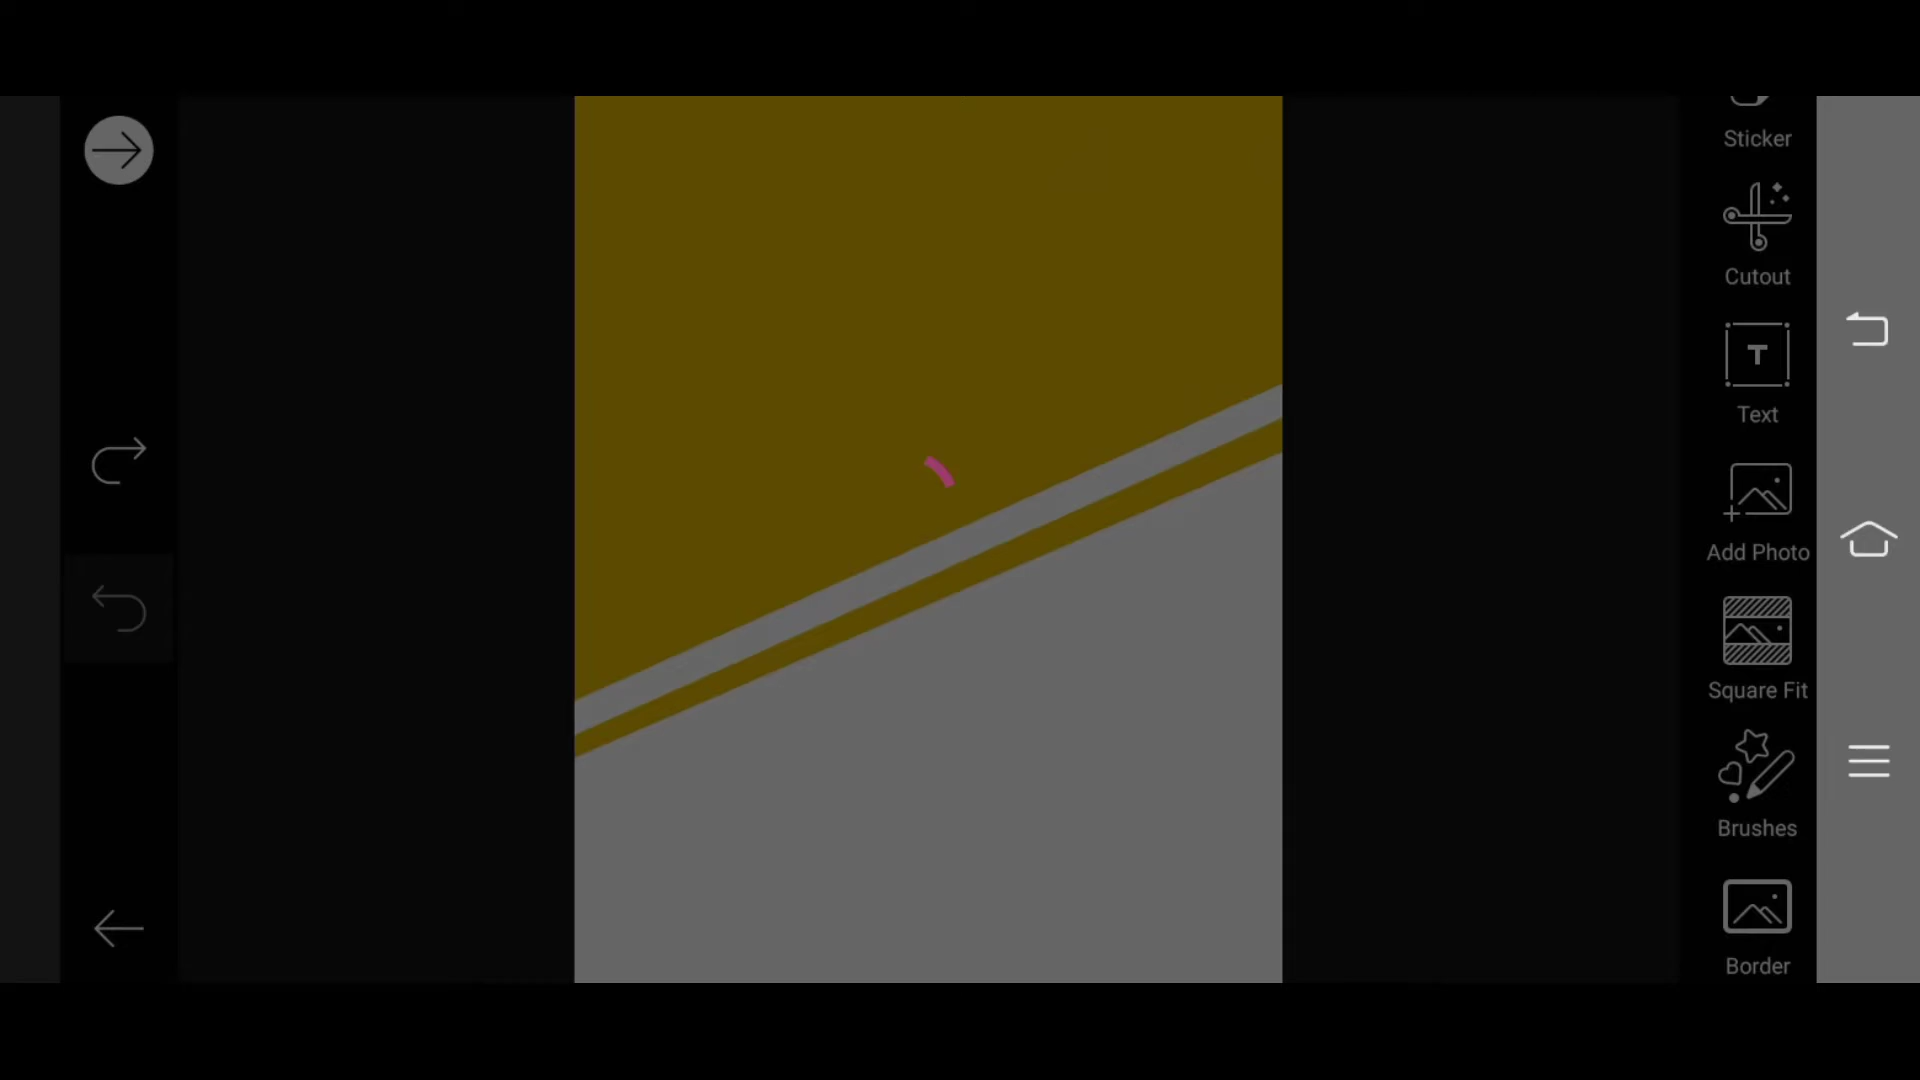 Sticker
Cutout
Text
Add Photo
Square Fit
Brushes
Border